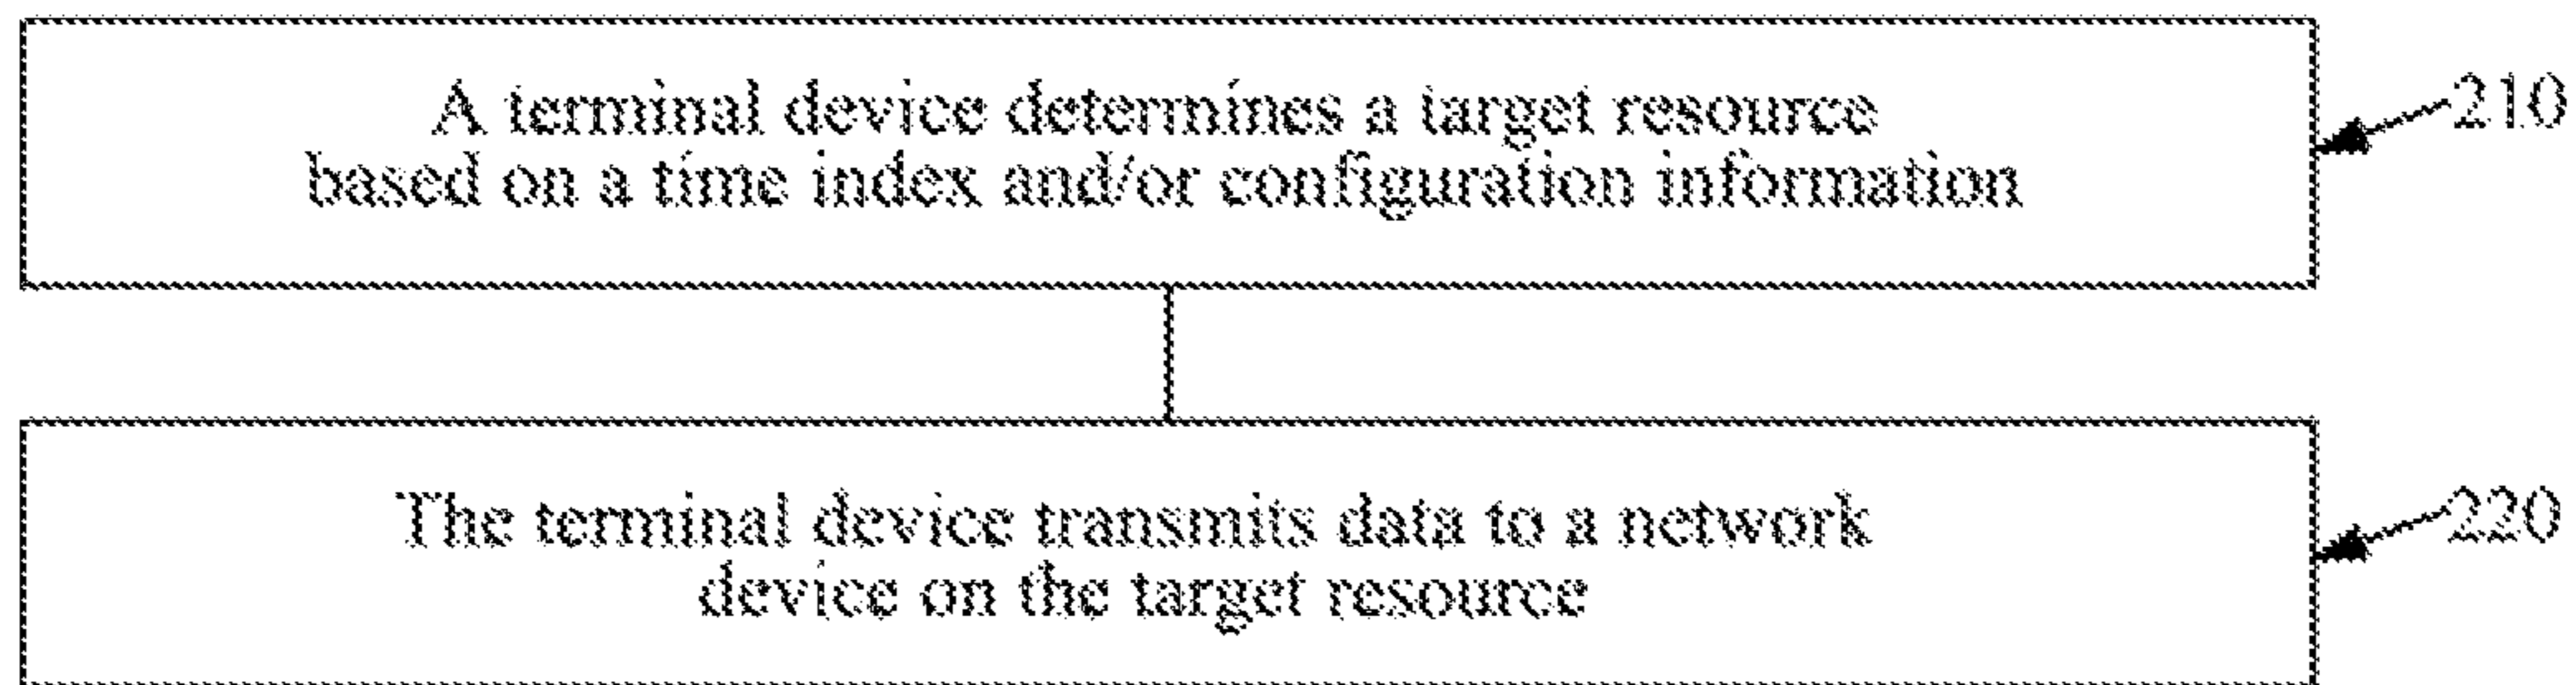 A terminal device determines a target resource
based on a time index and/or configuration information
210
The terminal device transmits data to a network
device on the target resource
220